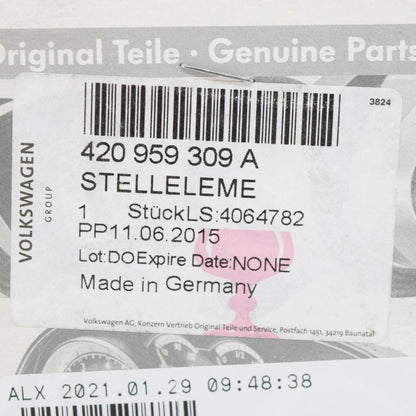 Original Teile · Genuine Parts
3824
VOLKSWAGEN
GROUP
420 959 309 A
STELLELEME
1 StückLS:4064782
PP11.06.2015
Lot:DOExpire Date:NONE
Made in Germany
Volkswagen AG, Konzern Vertrieb Original Teile und Service, Postfach 1451, 34219 Baunatal
ALX 2021.01.29 09:48:38